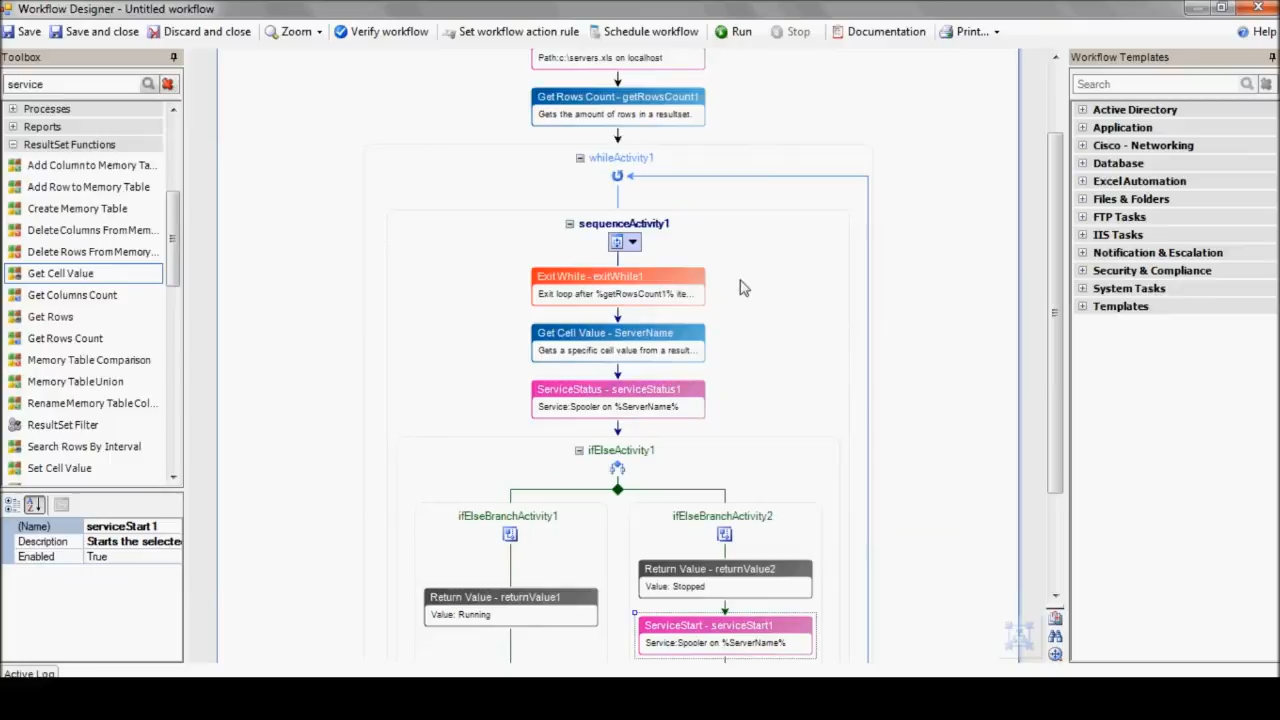 Workflow Designer - Untitled workflow
Save Save and close Discard and close Zoom Verify workflow Set workflow action rule Schedule workflow Run Stop Documentation Print... Help
Toolbox
service
Processes
Reports
ResultSet Functions
Add Column to Memory Ta...
Add Row to Memory Table
Create Memory Table
Delete Columns From Mem...
Delete Rows From Memory...
Get Cell Value
Get Columns Count
Get Rows
Get Rows Count
Memory Table Comparison
Memory Table Union
Rename Memory Table Col...
ResultSet Filter
Search Rows By Interval
Set Cell Value
(Name) serviceStart1
Description Starts the selecte
Enabled True
Active Log
Path:c:\servers.xls on localhost
Get Rows Count - getRowsCount1
Gets the amount of rows in a resultset.
whileActivity1
sequenceActivity1
Exit While - exitWhile1
Exit loop after %getRowsCount1% ite...
Get Cell Value - ServerName
Gets a specific cell value from a result...
ServiceStatus - serviceStatus1
Service:Spooler on %ServerName%
ifElseActivity1
ifElseBranchActivity1
Return Value - returnValue1
Value: Running
ifElseBranchActivity2
Return Value - returnValue2
Value: Stopped
ServiceStart - serviceStart1
Service:Spooler on %ServerName%
Workflow Templates
Search
Active Directory
Application
Cisco - Networking
Database
Excel Automation
Files & Folders
FTP Tasks
IIS Tasks
Notification & Escalation
Security & Compliance
System Tasks
Templates